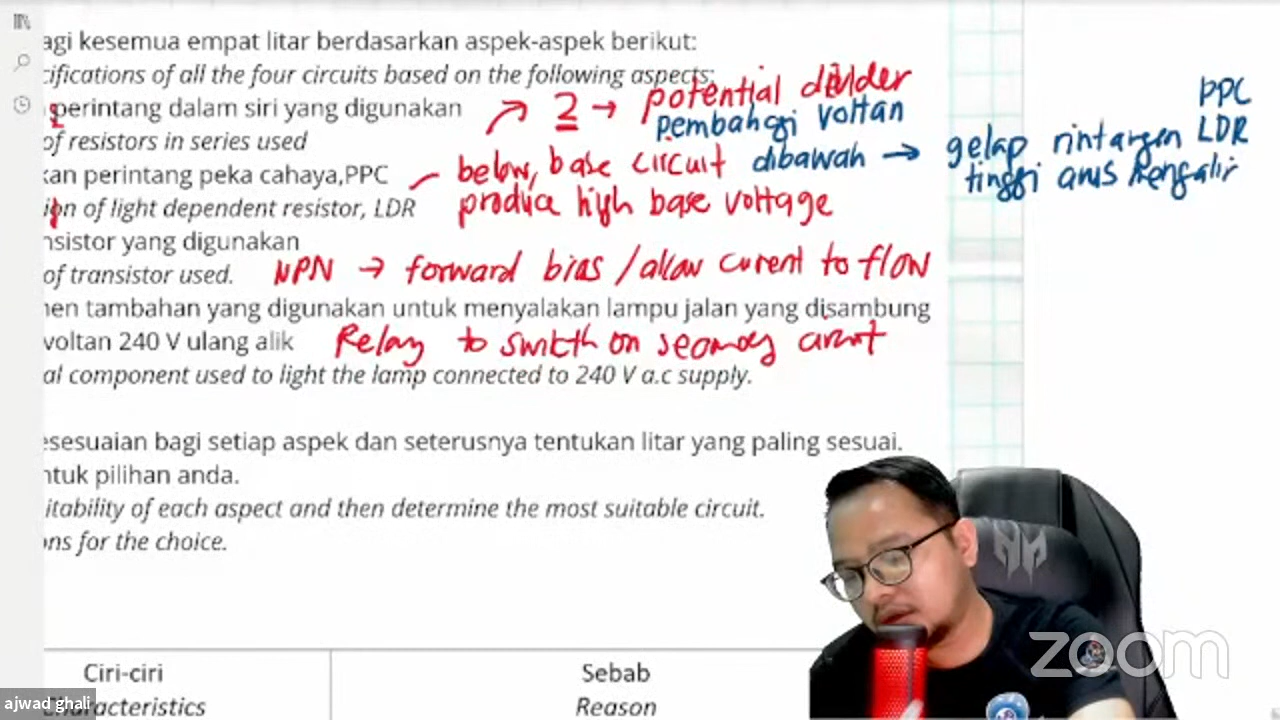 agi kesemua empat litar berdasarkan aspek-aspek berikut:
cifications of all the four circuits based on the following aspects:
perintang dalam siri yang digunakan
2 → potential divider
pembahagi voltan
PPC
LDR
of resistors in series used
kan perintang peka cahaya,PPC
below, base circuit dibawah → gelap rintangan
tinggi arus mengalir
ion of light dependent resistor, LDR
produce high base voltage
nsistor yang digunakan
of transistor used.
NPN → forward bias / allow current to flow
nen tambahan yang digunakan untuk menyalakan lampu jalan yang disambung
voltan 240 V ulang alik
Relay to switch on
al component used to light the lamp connected to 240 V a.c supply.
esesuaian bagi setiap aspek dan seterusnya tentukan litar yang paling sesuai.
ntuk pilihan anda.
itability of each aspect and then determine the most suitable circuit.
ons for the choice.
Ciri-ciri
Sebab
characteristics
Reason
ajwad ghali
zoom